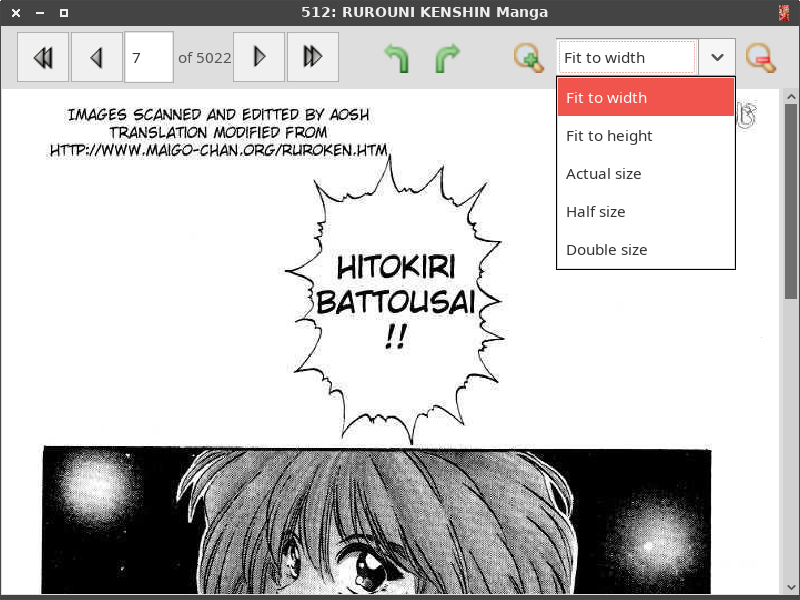 512: RUROUNI KENSHIN Manga
7 of 5022
Fit to width
Fit to width
Fit to height
Actual size
Half size
Double size
IMAGES SCANNED AND EDITTED BY AOSH
TRANSLATION MODIFIED FROM
HTTP://WWW.MAIGO-CHAN.ORG/RUROKEN.HTM
HITOKIRI
BATTOUSAI
!!